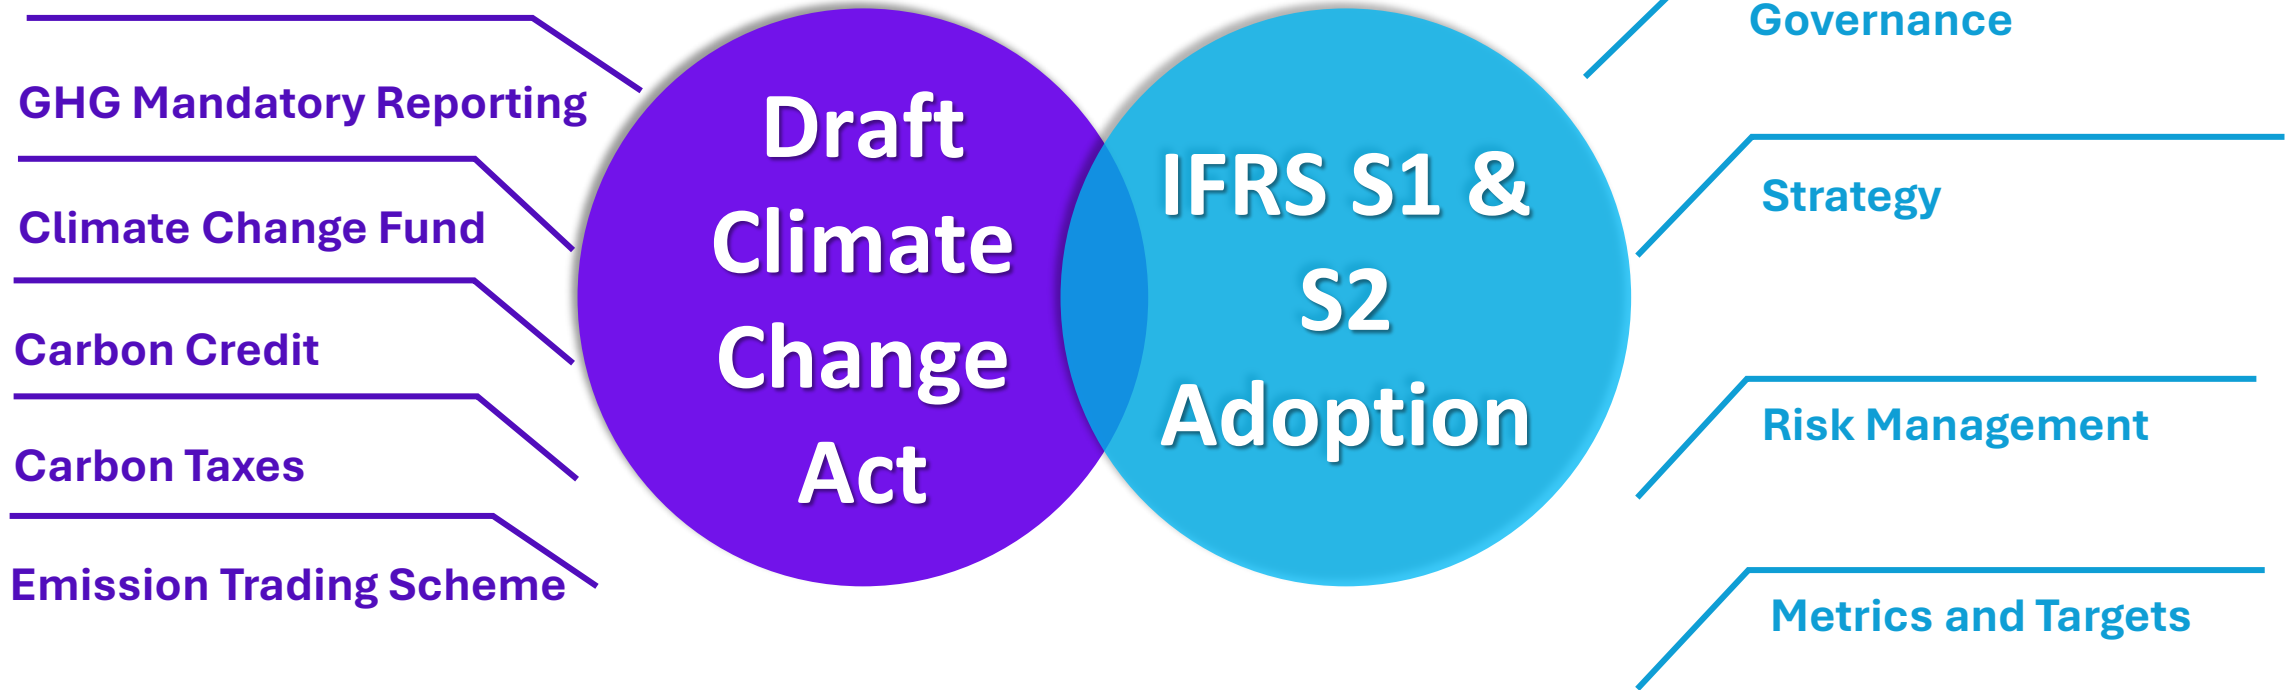 GHG Mandatory Reporting
Climate Change Fund
Carbon Credit
Carbon Taxes
Emission Trading Scheme
Draft
Climate
Change
Act
IFRS S1 &
S2
Adoption
Governance
Strategy
Risk Management
Metrics and Targets